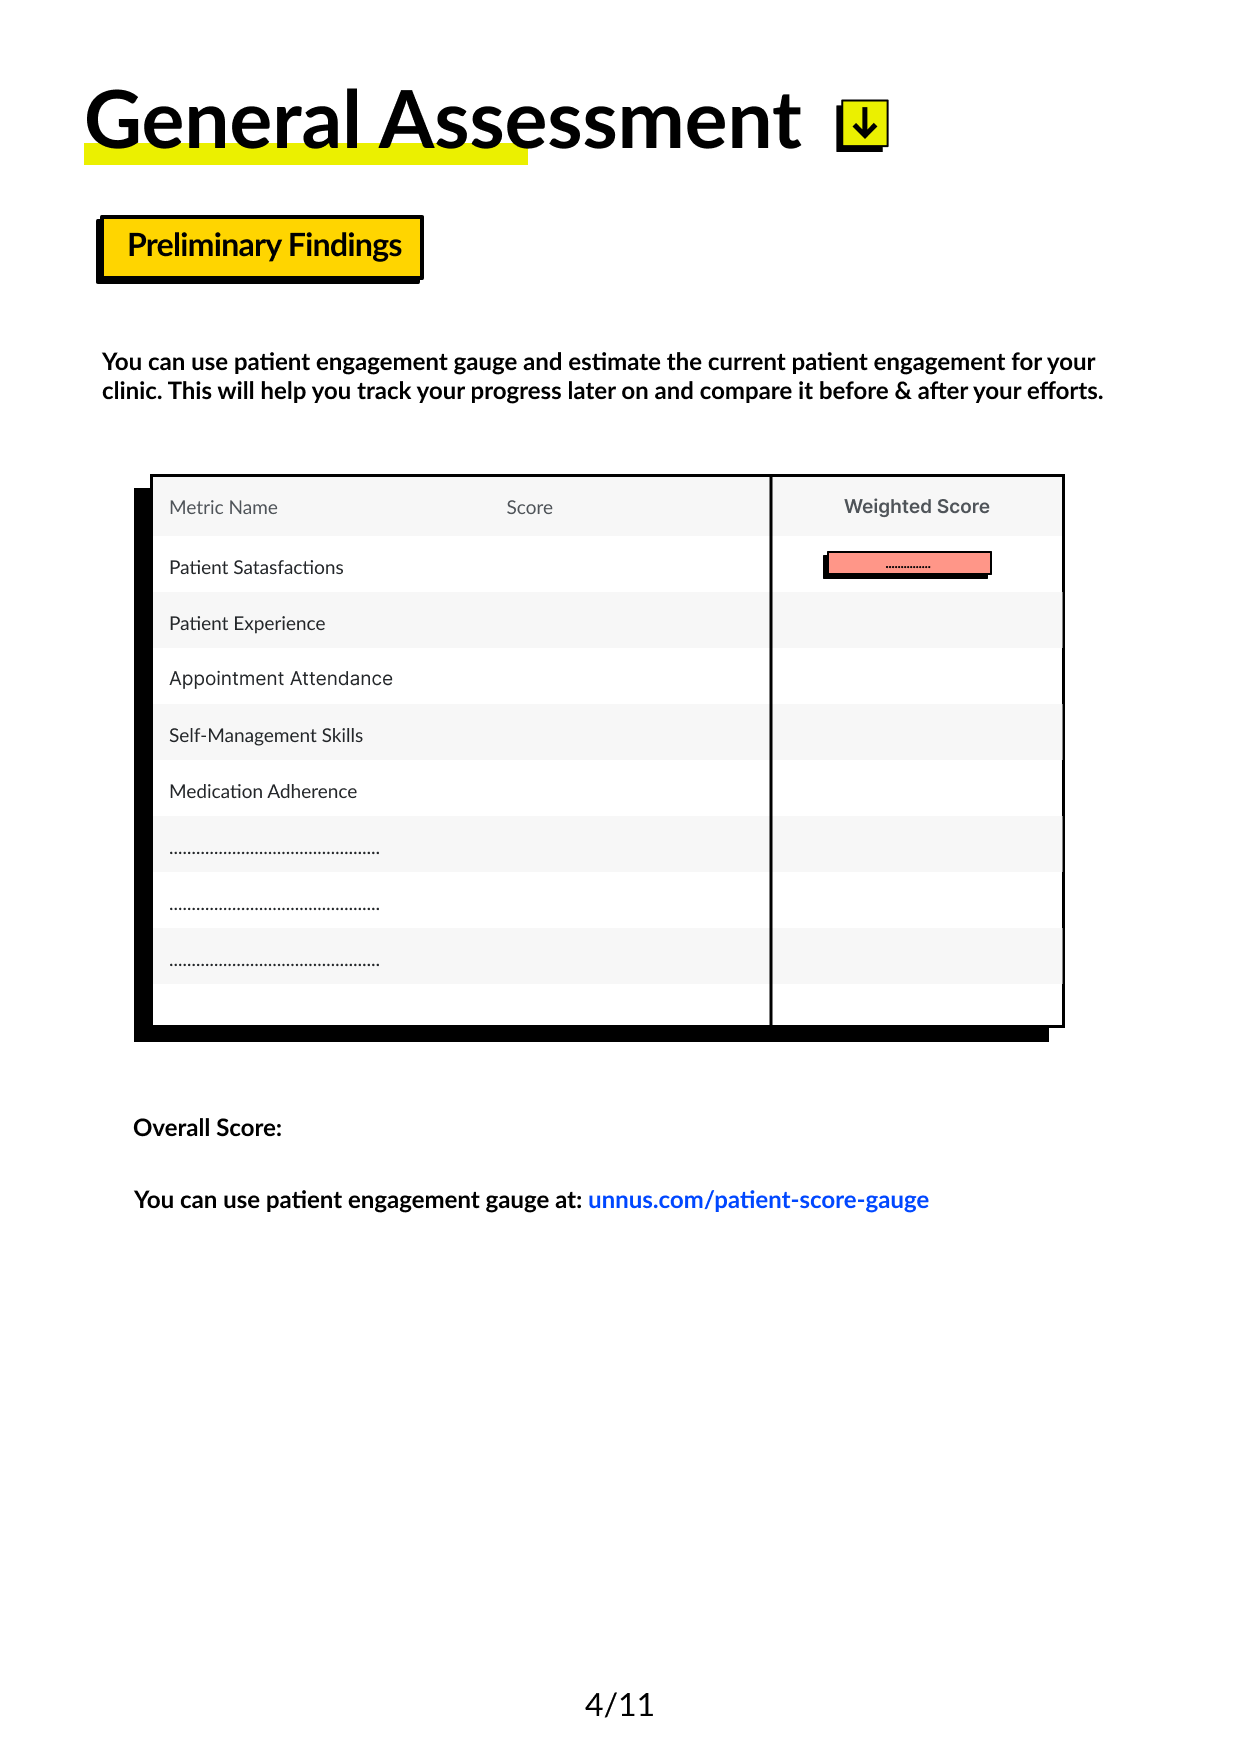 General Assessment
Preliminary Findings
You can use patient engagement gauge and estimate the current patient engagement for your
clinic. This will help you track your progress later on and compare it before & after your efforts.
Metric Name Score Weighted Score
Patient Satasfactions ...............
Patient Experience
Appointment Attendance
Self-Management Skills
Medication Adherence
...............................................
...............................................
...............................................
Overall Score:
You can use patient engagement gauge at: unnus.com/patient-score-gauge
4/11